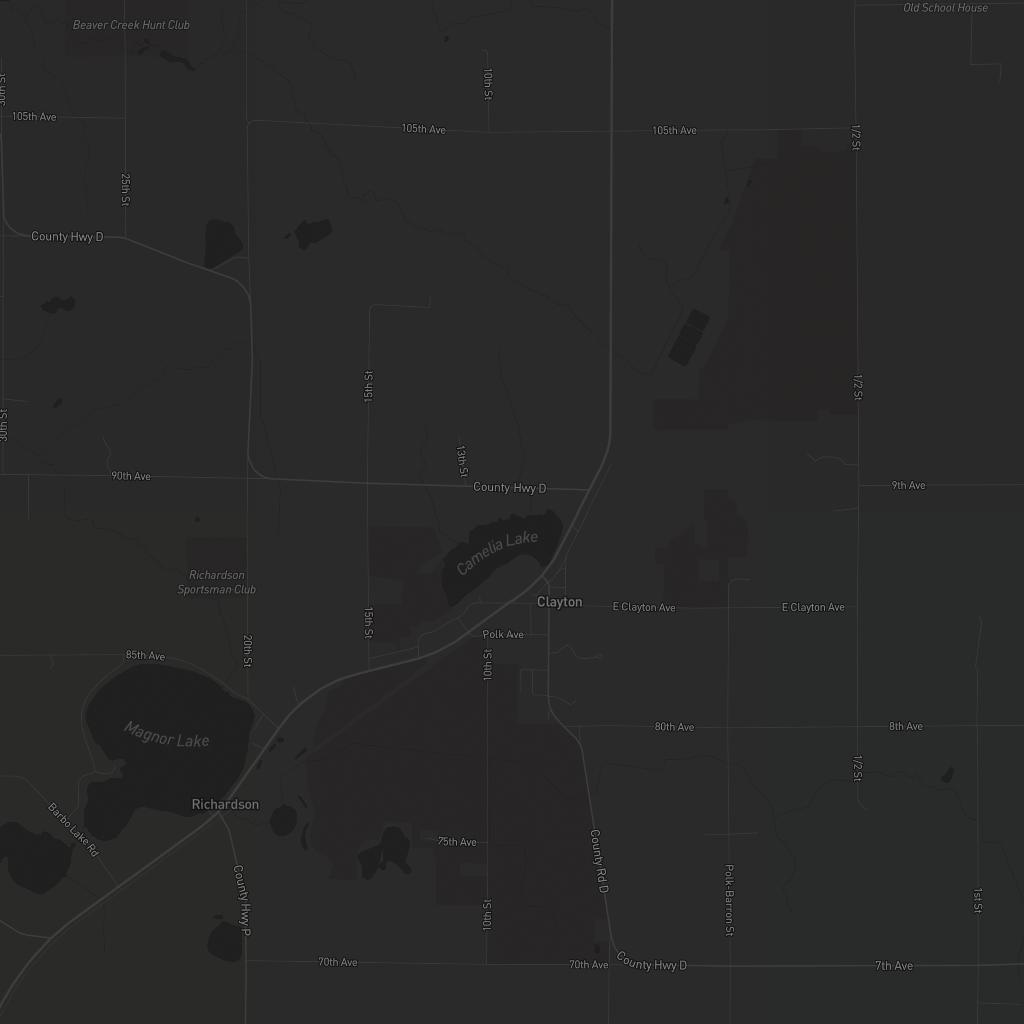 Old School House
Beaver Creek Hunt Club
30th St
10th St
105th Ave
105th Ave
105th Ave
1/2 St
25th St
County Hwy D
15th St
1/2 St
30th St
13th St
90th Ave
County Hwy D
9th Ave
Camelia Lake
Richardson
Sportsman Club
Clayton
E Clayton Ave
E Clayton Ave
15th St
Polk Ave
20th St
85th Ave
10th St
80th Ave
8th Ave
Magnor Lake
1/2 St
Richardson
Barbo Lake Rd
75th Ave
County Rd D
County Hwy P
Polk-Barron St
1st St
10th St
70th Ave
70th Ave
County Hwy D
7th Ave